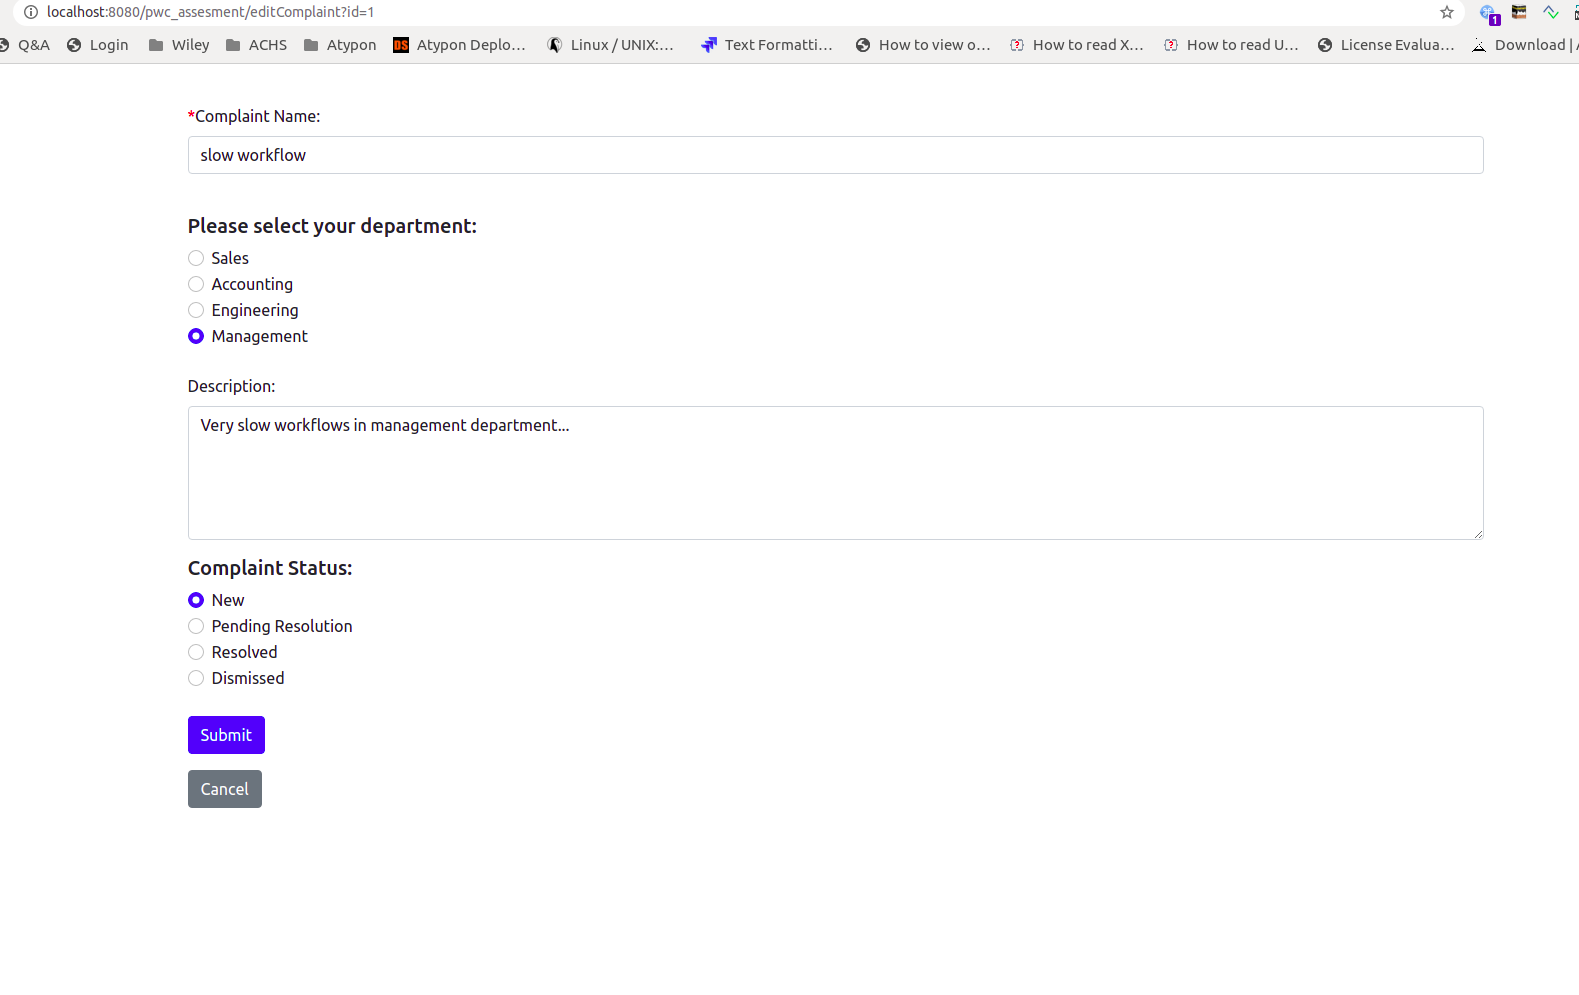 localhost:8080/pwc_assesment/editComplaint?id=1
1
Q&A Login Wiley ACHS Atypon DS Atypon Deplo... Linux / UNIX:... Text Formatti... How to view o... How to read X... How to read U... License Evalua... Download |
*Complaint Name:
slow workflow
Please select your department:
Sales
Accounting
Engineering
Management
Description:
Very slow workflows in management department...
Complaint Status:
New
Pending Resolution
Resolved
Dismissed
Submit
Cancel